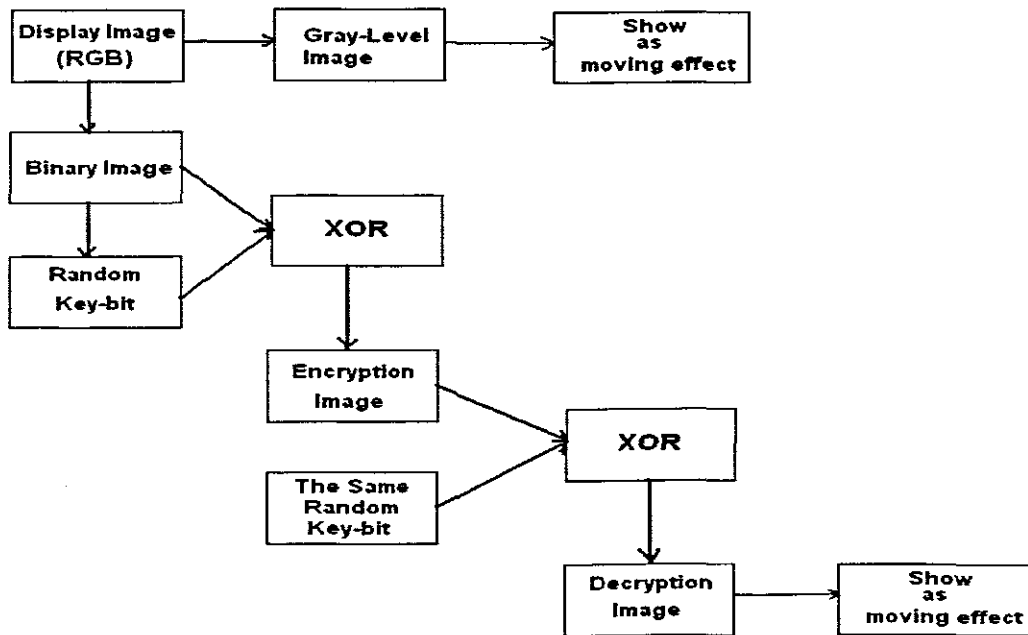 Display Image
(RGB)
Gray-Level
Image
Show
as
moving effect
Binary Image
XOR
Random
Key-bit
Encryption
Image
XOR
The Same
Random
Key-bit
Decryption
Image
Show
as
moving effect